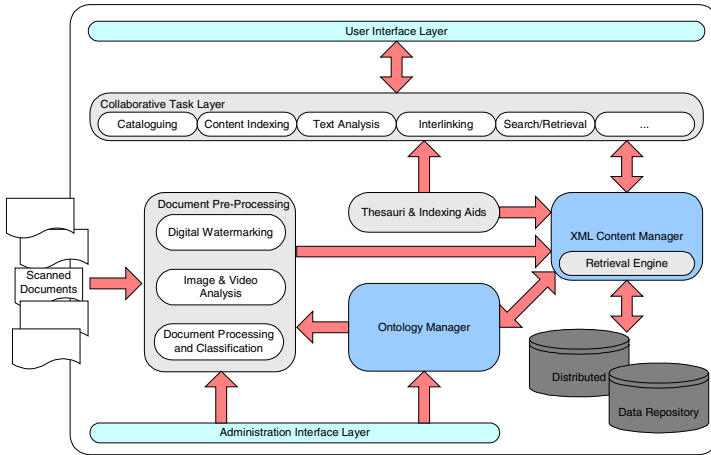 User Interface Layer
Collaborative Task Layer
Cataloguing
Content Indexing
Text Analysis
Interlinking
Search/Retrieval
...
Document Pre-Processing
Digital Watermarking
Image & Video
Analysis
Document Processing
and Classification
Scanned
Documents
Thesauri & Indexing Aids
XML Content Manager
Retrieval Engine
Ontology Manager
Distributed
Data Repository
Administration Interface Layer